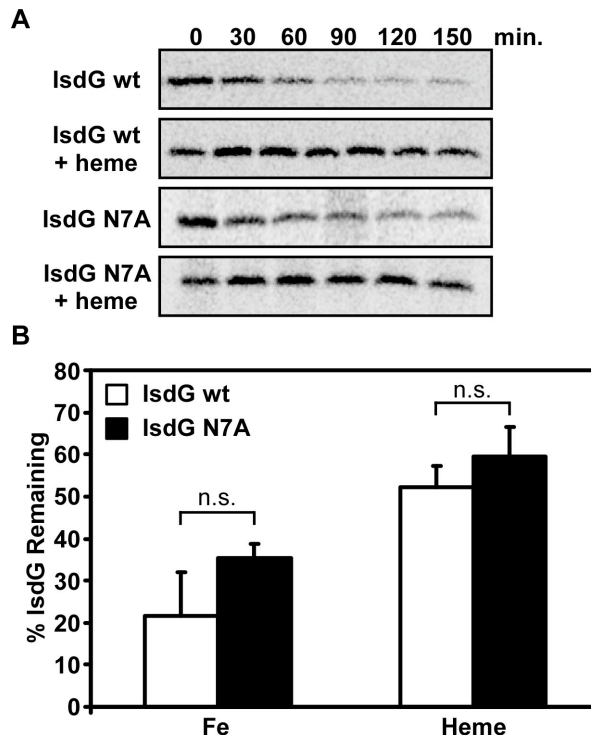 A
0 30 60 90 120 150 min.
IsdG wt
IsdG wt
+ heme
IsdG N7A
IsdG N7A
+ heme
B
% IsdG Remaining
80
70
60
50
40
30
20
10
0
IsdG wt
IsdG N7A
n.s.
n.s.
Fe Heme